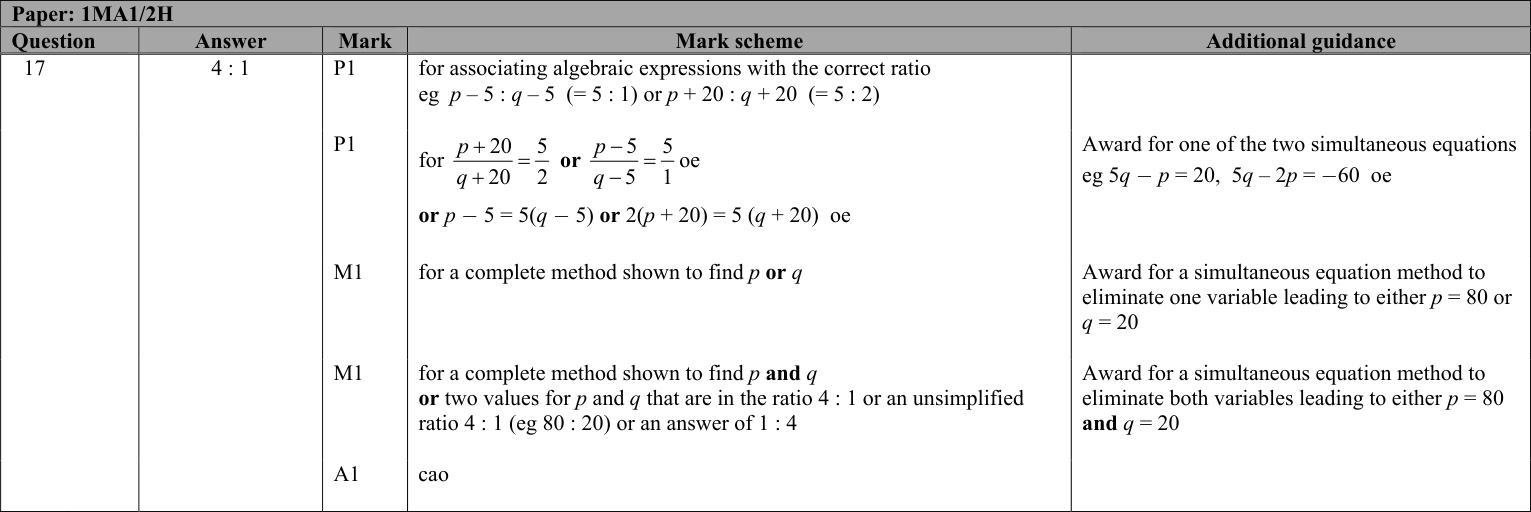 Paper: 1MA1/2H
Question Answer Mark Mark scheme Additional guidance
17 4 : 1 P1 for associating algebraic expressions with the correct ratio
eg p – 5 : q – 5 (= 5 : 1) or p + 20 : q + 20 (= 5 : 2)
P1 for (p + 20)/(q + 20) = 5/2 or (p – 5)/(q – 5) = 5/1 oe
or p − 5 = 5(q − 5) or 2(p + 20) = 5 (q + 20) oe
Award for one of the two simultaneous equations
eg 5q − p = 20, 5q – 2p = −60 oe
M1 for a complete method shown to find p or q
Award for a simultaneous equation method to
eliminate one variable leading to either p = 80 or
q = 20
M1 for a complete method shown to find p and q
or two values for p and q that are in the ratio 4 : 1 or an unsimplified
ratio 4 : 1 (eg 80 : 20) or an answer of 1 : 4
Award for a simultaneous equation method to
eliminate both variables leading to either p = 80
and q = 20
A1 cao